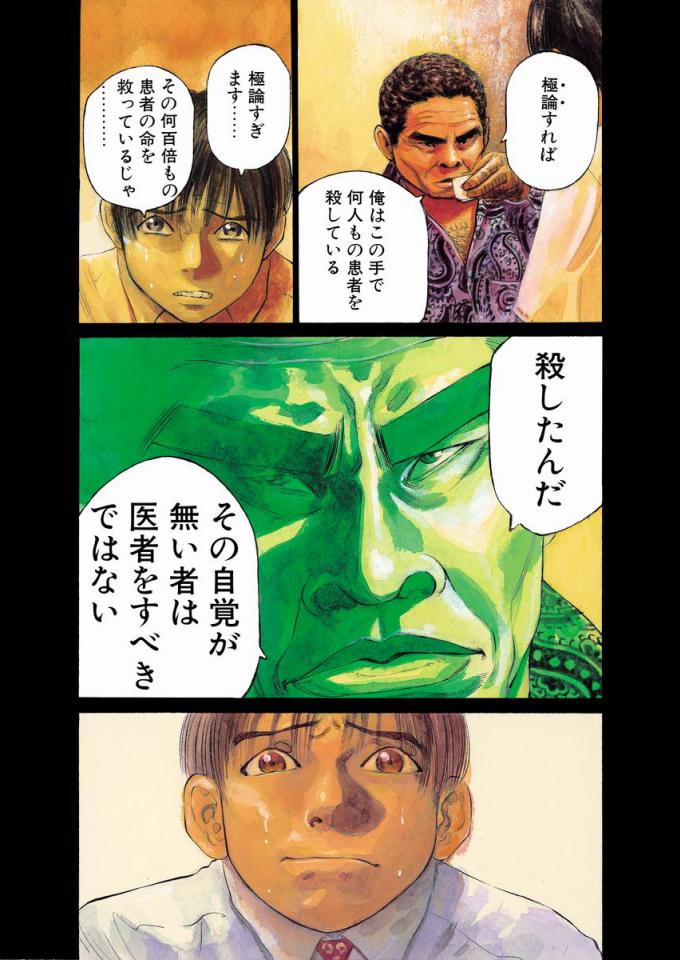 極論すれば
俺はこの手で
何人もの患者を
殺している
極論すぎ
ます……
その何百倍もの
患者の命を
救っているじゃ
…………
殺したんだ
その自覚が
無い者は
医者をすべき
ではない